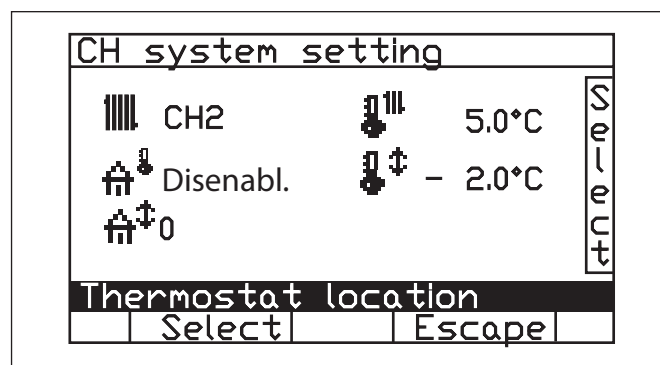 CH system setting
CH2 5.0°C
Disenabl. – 2.0°C
0
Select
Thermostat location
Select Escape